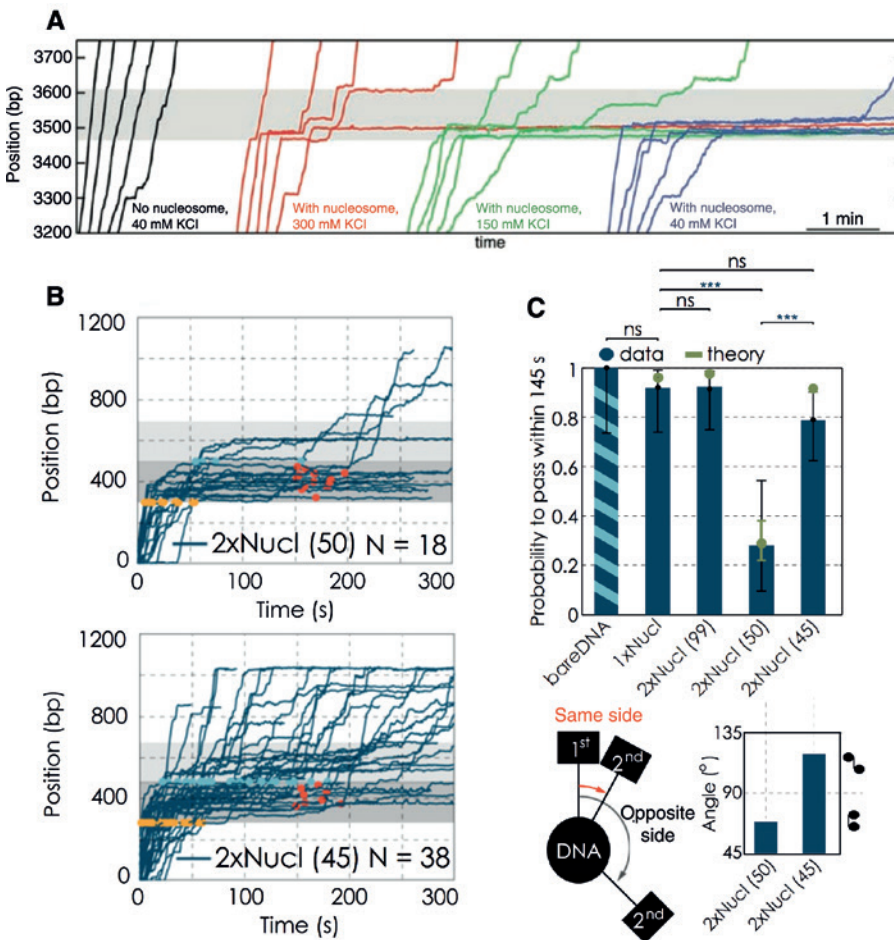 A
Position (bp)
3700
3600
3500
3400
3300
3200
No nucleosome,
40 mM KCl
With nucleosome,
300 mM KCl
With nucleosome,
150 mM KCl
With nucleosome,
40 mM KCl
1 min
time
B
Position (bp)
1200
800
400
0
2xNucl (50) N = 18
0 100 200 300
Time (s)
Position (bp)
1200
800
400
0
2xNucl (45) N = 38
0 100 200 300
Time (s)
C
ns
***
ns
ns
***
data theory
Probability to pass within 145 s
1
0.8
0.6
0.4
0.2
0
bareDNA
1xNucl
2xNucl (99)
2xNucl (50)
2xNucl (45)
Same side
1st
2nd
Opposite
side
DNA
2nd
Angle (°)
135
90
45
2xNucl (50)
2xNucl (45)